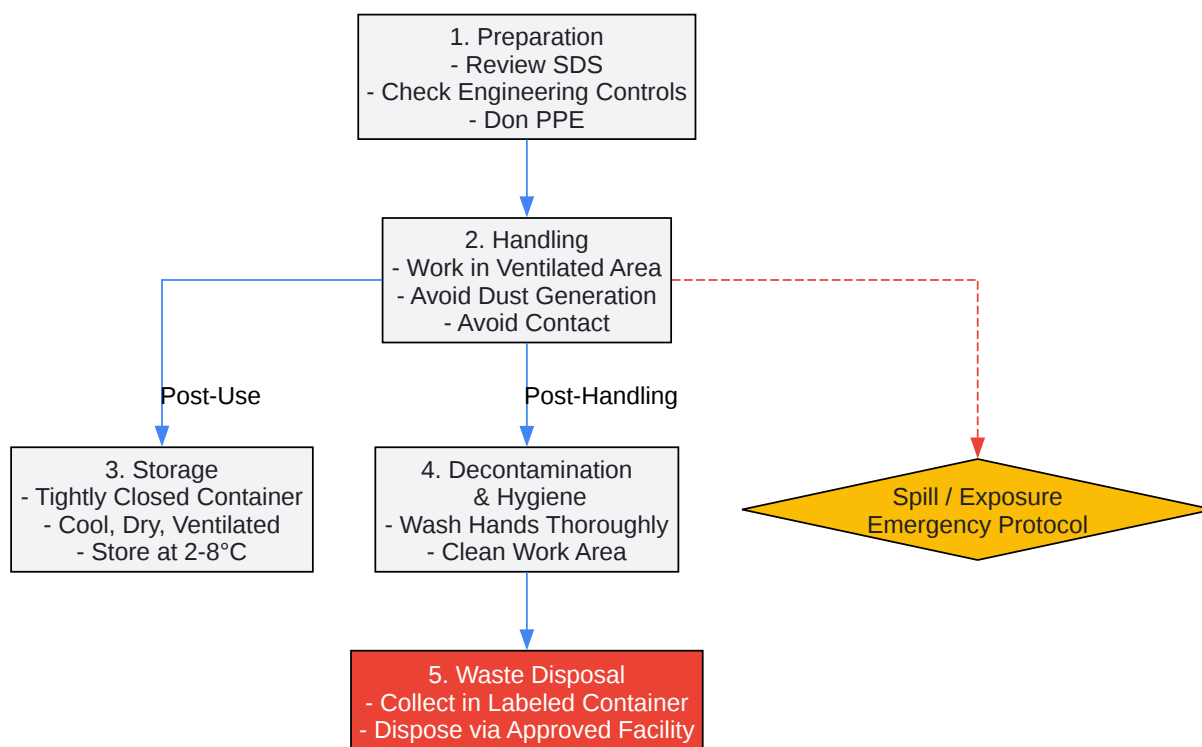 1. Preparation
- Review SDS
- Check Engineering Controls
- Don PPE
2. Handling
- Work in Ventilated Area
- Avoid Dust Generation
- Avoid Contact
Post-Use
Post-Handling
3. Storage
- Tightly Closed Container
- Cool, Dry, Ventilated
- Store at 2-8°C
4. Decontamination
& Hygiene
- Wash Hands Thoroughly
- Clean Work Area
Spill / Exposure
Emergency Protocol
5. Waste Disposal
- Collect in Labeled Container
- Dispose via Approved Facility